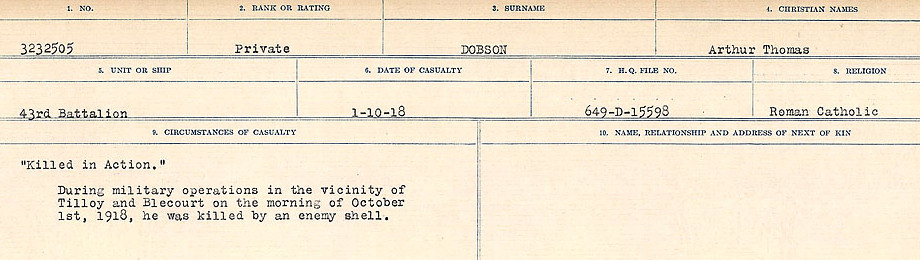 1. NO. 2. RANK OR RATING 3. SURNAME 4. CHRISTIAN NAMES
3232505 Private DOBSON Arthur Thomas
5. UNIT OR SHIP 6. DATE OF CASUALTY 7. H.Q. FILE NO. 8. RELIGION
43rd Battalion 1-10-18 649-D-15598 Roman Catholic
9. CIRCUMSTANCES OF CASUALTY 10. NAME, RELATIONSHIP AND ADDRESS OF NEXT OF KIN
"Killed in Action."
During military operations in the vicinity of
Tilloy and Blecourt on the morning of October
1st, 1918, he was killed by an enemy shell.